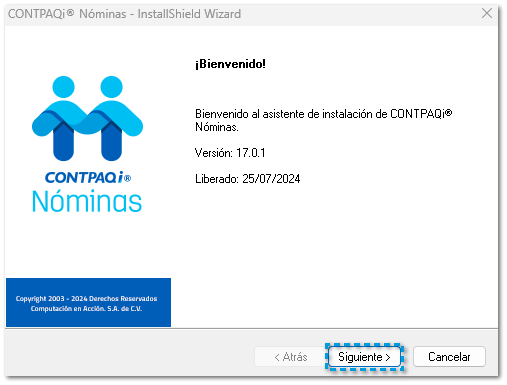 CONTPAQi® Nóminas - InstallShield Wizard
¡Bienvenido!
Bienvenido al asistente de instalación de CONTPAQi®
Nóminas.
Versión: 17.0.1
Liberado: 25/07/2024
CONTPAQi®
Nóminas
Copyright 2003 - 2024 Derechos Reservados
Computación en Acción. S.A. de C.V.
< Atrás
Siguiente >
Cancelar